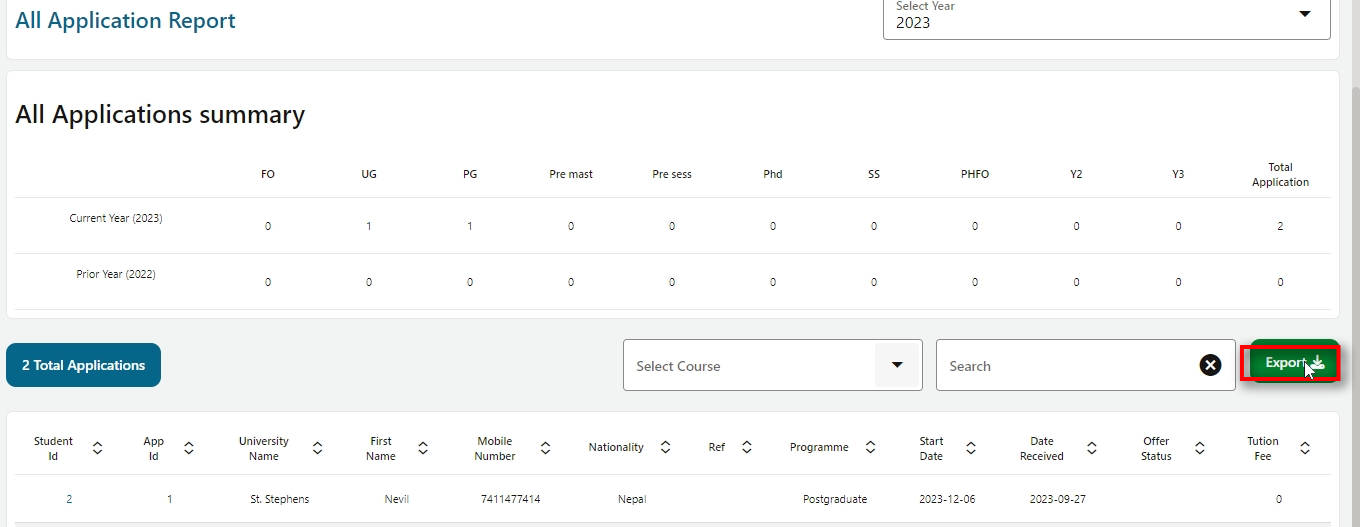 Select Year
All Application Report
2023
All Applications summary
FO UG PG Pre mast Pre sess Phd SS PHFO Y2 Y3 Total Application
Current Year (2023) 0 1 1 0 0 0 0 0 0 0 2
Prior Year (2022) 0 0 0 0 0 0 0 0 0 0 0
2 Total Applications
Select Course
Search
Export
Student Id App Id University Name First Name Mobile Number Nationality Ref Programme Start Date Date Received Offer Status Tution Fee
2 1 St. Stephens Nevil 7411477414 Nepal Postgraduate 2023-12-06 2023-09-27 0